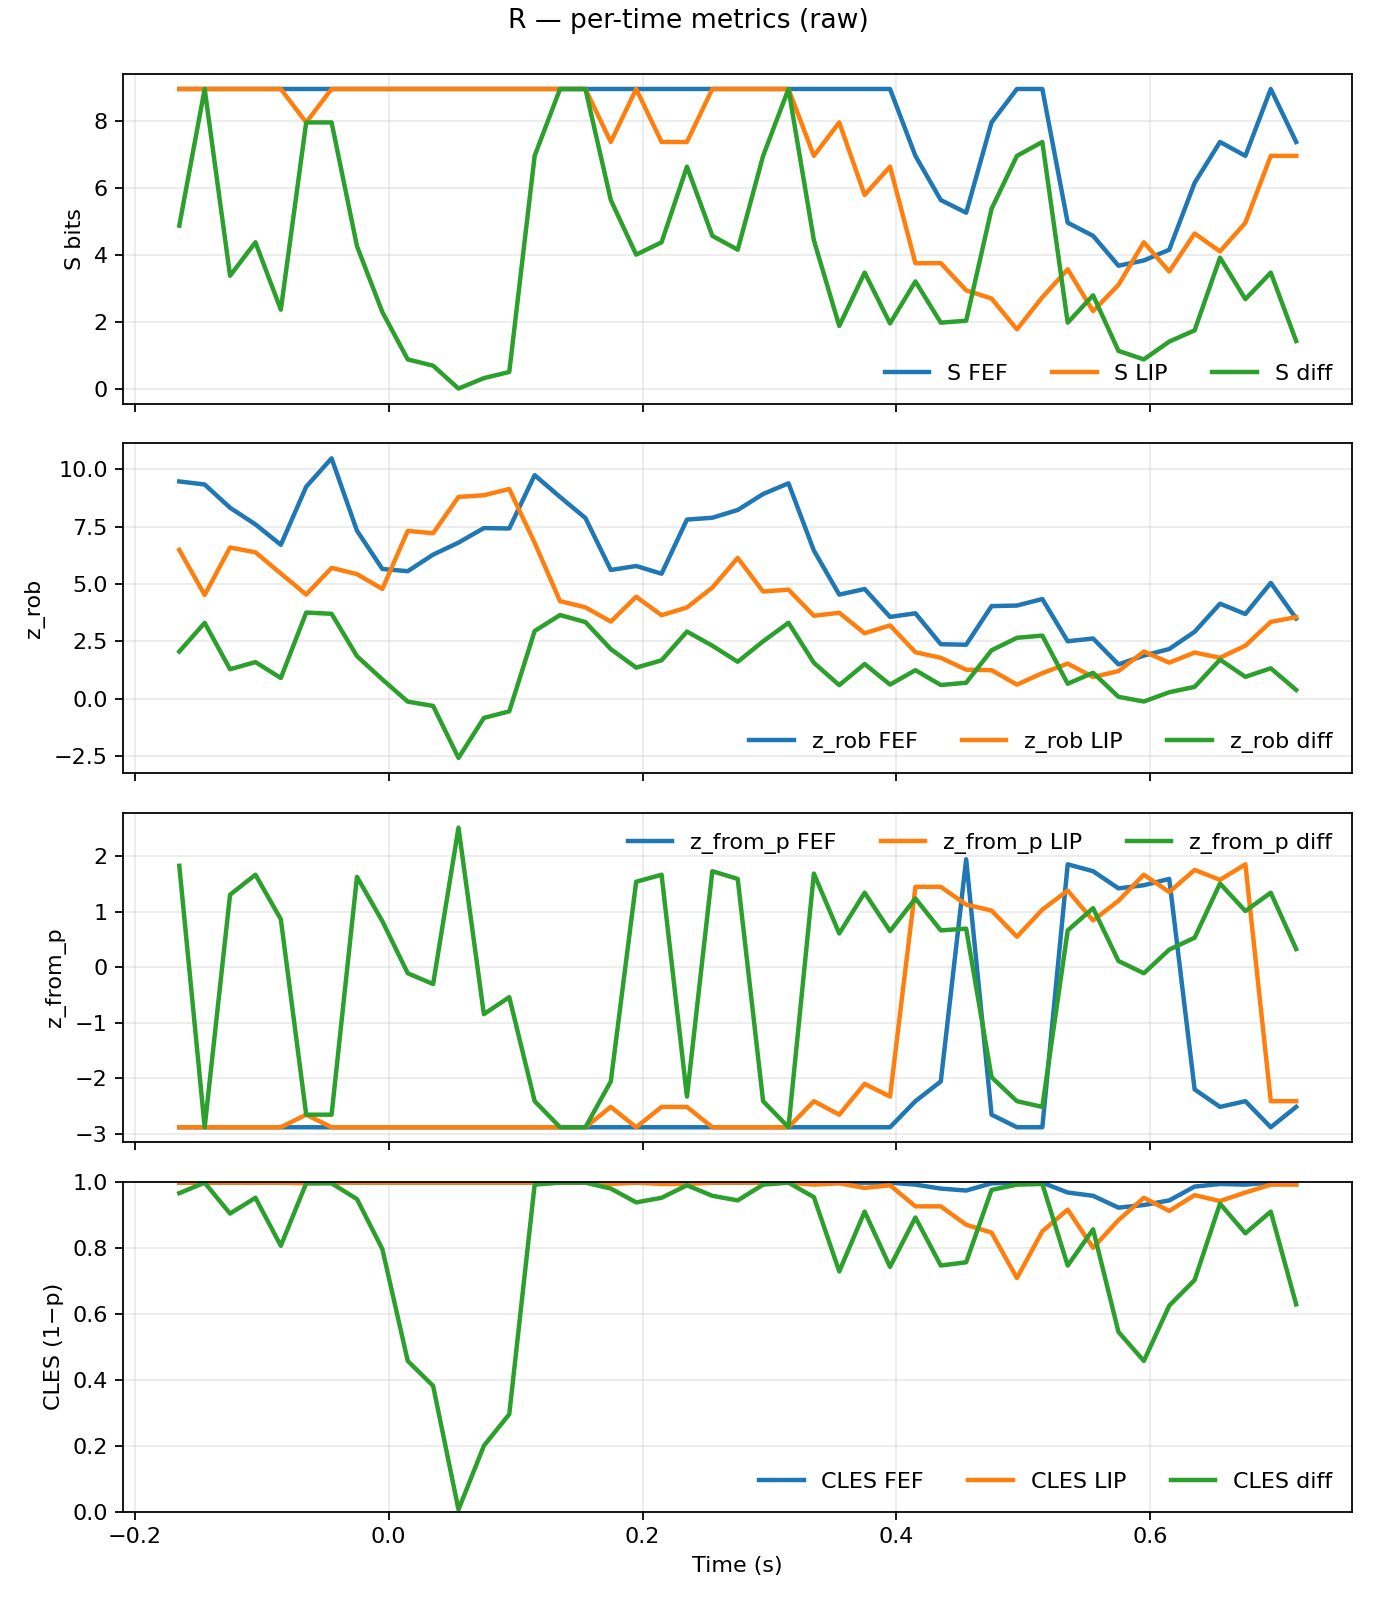 R — per-time metrics (raw)
8
6
4
2
0
S bits
S FEF
S LIP
S diff
10.0
7.5
5.0
2.5
0.0
−2.5
z_rob
z_rob FEF
z_rob LIP
z_rob diff
2
1
0
−1
−2
−3
z_from_p
z_from_p FEF
z_from_p LIP
z_from_p diff
1.0
0.8
0.6
0.4
0.2
0.0
CLES (1−p)
CLES FEF
CLES LIP
CLES diff
−0.2
0.0
0.2
0.4
0.6
Time (s)